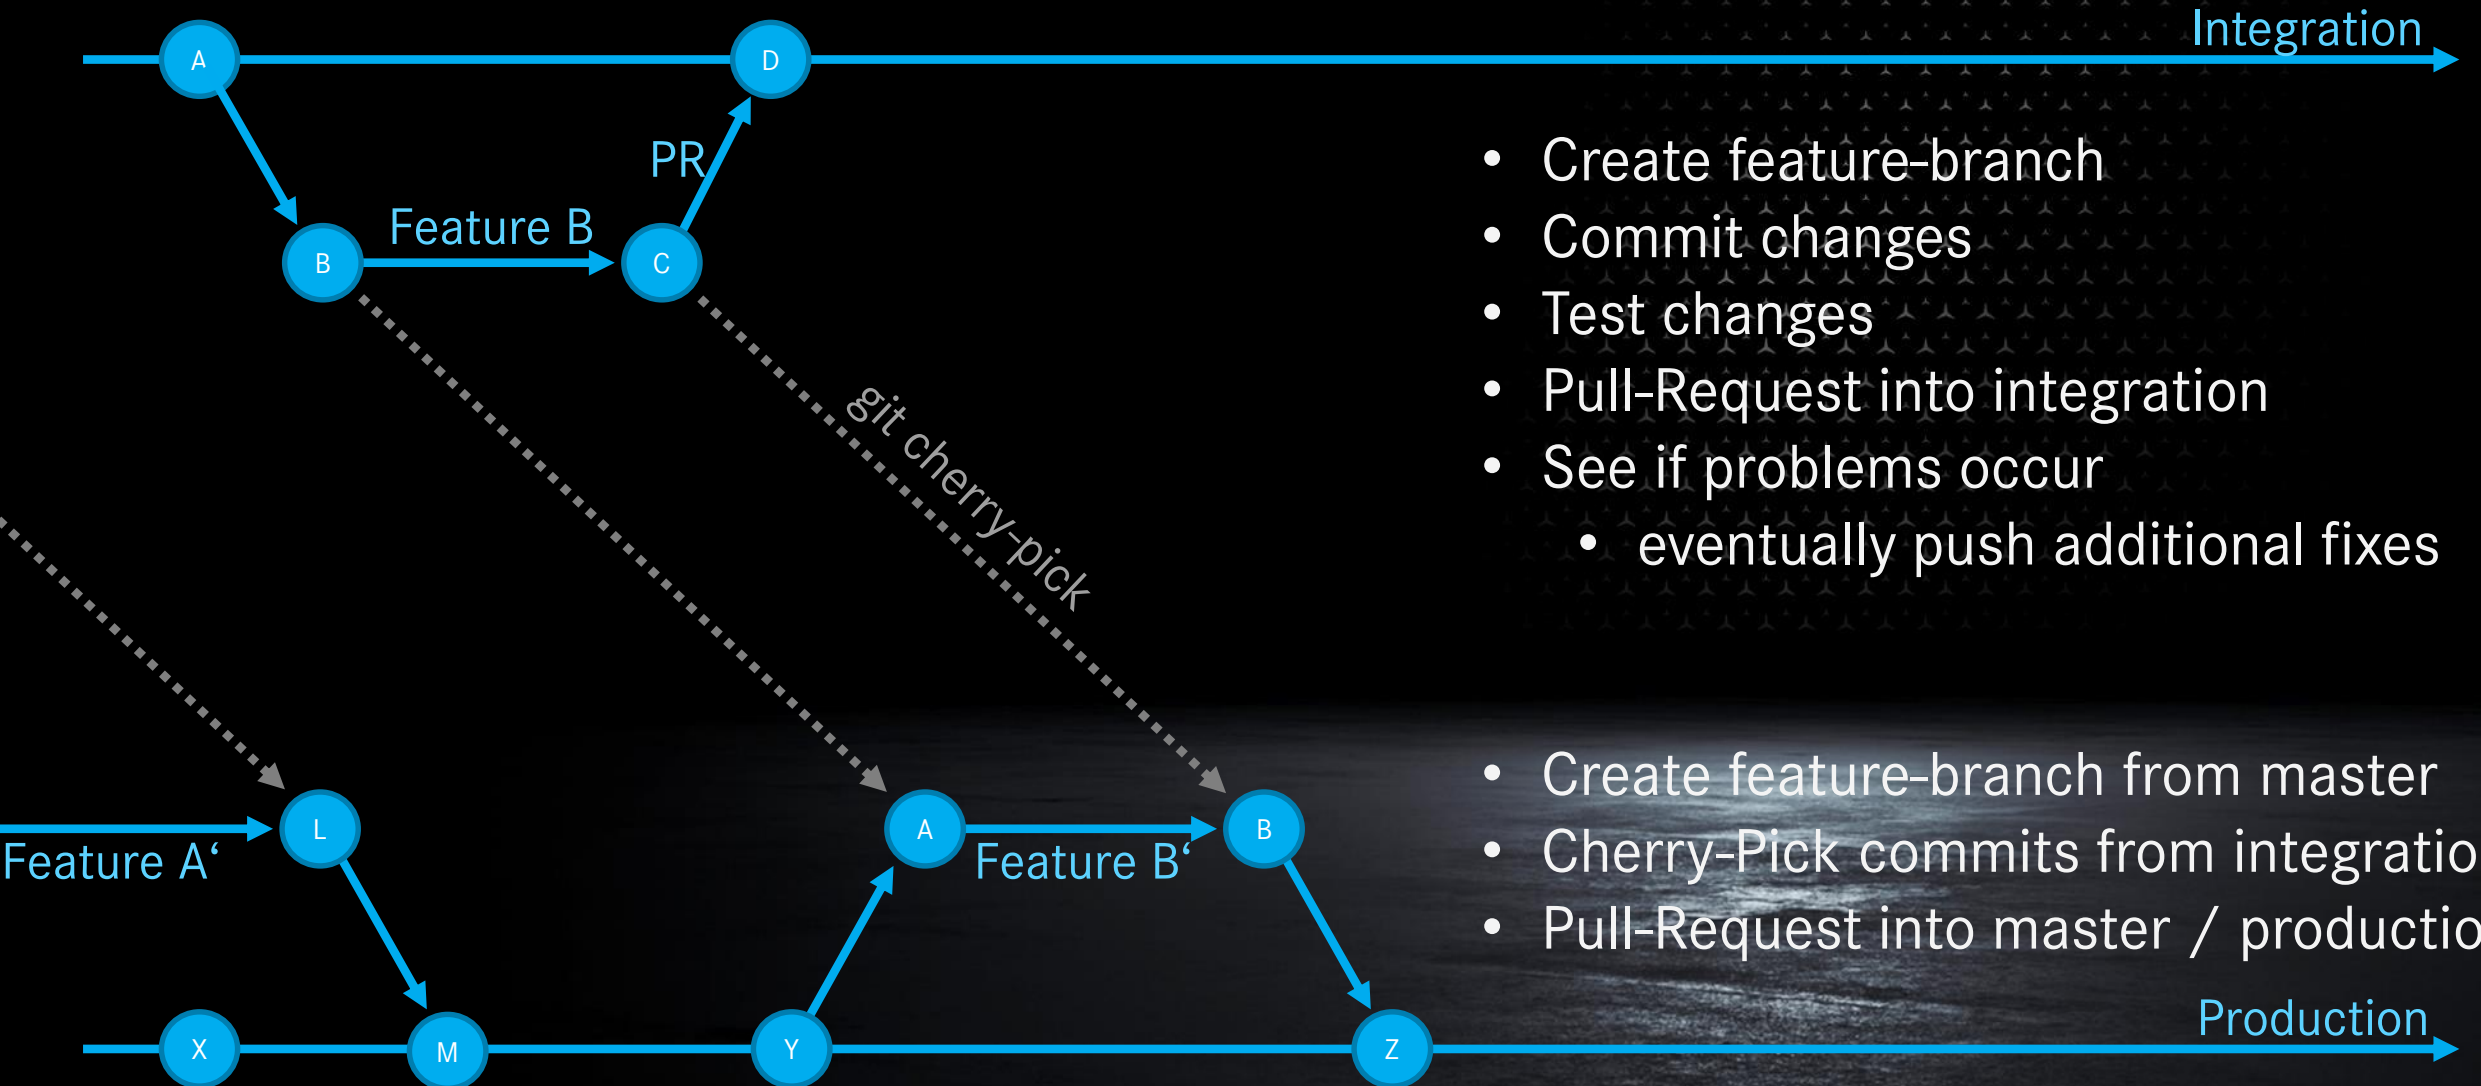 Integration
A
D
PR
Feature B
B
C
• Create feature-branch
• Commit changes
• Test changes
• Pull-Request into integration
• See if problems occur
• eventually push additional fixes
git cherry-pick
L
A
B
Feature A‘
Feature B‘
• Create feature-branch from master
• Cherry-Pick commits from integratio
• Pull-Request into master / productio
Production
X
M
Y
Z